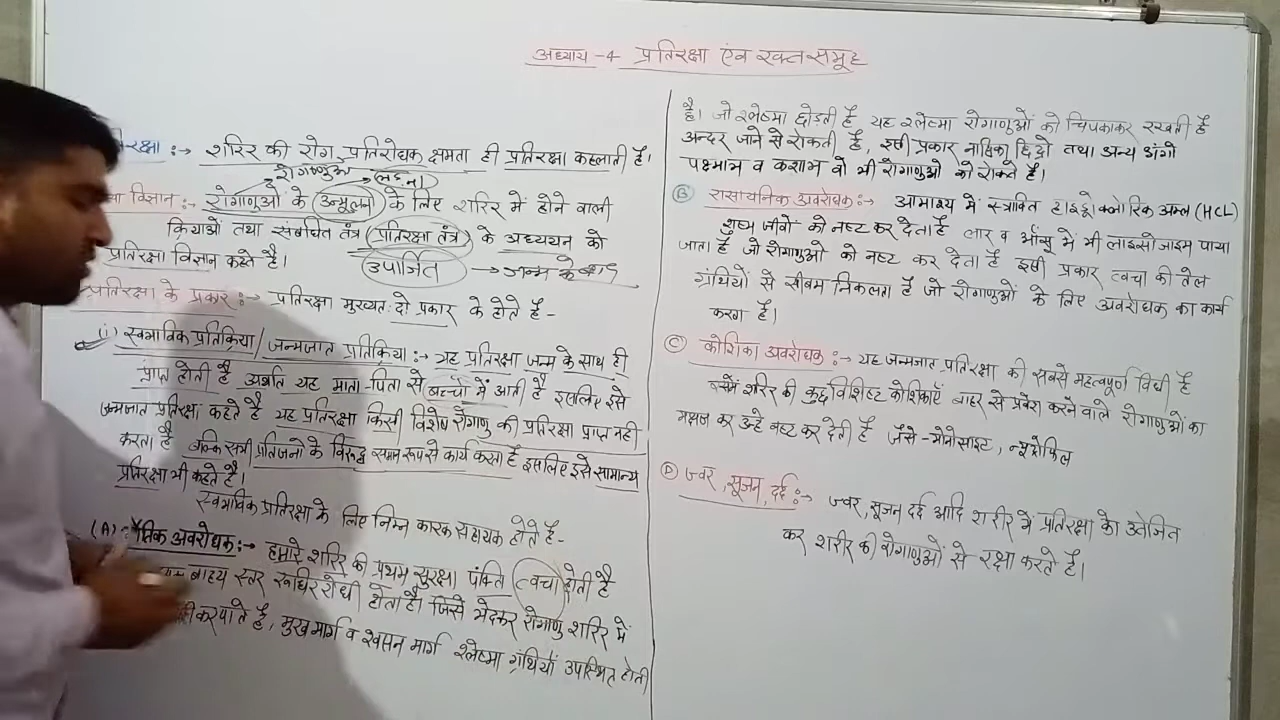 अध्याय -4 प्रतिरक्षा एंव रक्त समूह
रक्षा :→ शरिर की रोग प्रतिरोधक क्षमता ही प्रतिरक्षा कहलाती है।
रोगाणुओ
विज्ञान :- रोगाणुओं के उन्मूलन के लिए शरिर में होने वाली
क्रियाओं तथा संबंधित तंत्र (प्रतिरक्षा तंत्र) के अध्ययन को
प्रतिरक्षा विज्ञान कहते है।
उपार्जित → जन्म के बाद
प्रतिरक्षा के प्रकार :→ प्रतिरक्षा मुख्यतः दो प्रकार के होते है-
(i) स्वभाविक प्रतिक्रिया / जन्मजात प्रतिक्रिया :→ यह प्रतिरक्षा जन्म के साथ ही
प्राप्त होती है अर्थात यह माता-पिता से बच्चों में आती है इसलिए इसे
जन्मजात प्रतिरक्षा कहते है यह प्रतिरक्षा किसी विशेष रोगाणु की प्रतिरक्षा प्राप्त नही
करता है बल्कि सभी प्रतिजनो के विरूद्ध समान रूप से कार्य करता है इसलिए इसे सामान्य
प्रतिरक्षा भी कहते है।
स्वभाविक प्रतिरक्षा के लिए निम्न कारक सहायक होते है-
(A) तिक अवरोधक :→ हमारे शरिर की प्रथम सुरक्षा पंक्ति त्वचा होती है
बाहय स्तर रूधिर रोधी होता है। जिसे भेदकर रोगाणु शरिर में
करपाते है, मुखमार्ग व श्वसन मार्ग श्लेष्मा ग्रंथियाँ उपस्थित होती
है। जो श्लेष्मा छोडती है यह श्लेष्मा रोगाणुओं को चिपकाकर रखती है
अन्दर जाने से रोकती है, इसी प्रकार नासिका छिद्रो तथा अन्य अंगो
पक्ष्माभ व कशाभ वो भी रोगाणुओ को रोकते है।
(B) रासायनिक अवरोधक :- आमाशय में स्त्रावित हाइड्रोक्लोरिक अम्ल (HCL)
सुक्ष्म जीवों को नष्ट कर देता है लार व आँसू में भी लाइसोजाइम पाया
जाता है जो रोगाणुओं को नष्ट कर देता है इसी प्रकार त्वचा की तेल
ग्रंथियों से सीबम निकलता है जो रोगाणुओं के लिए अवरोधक का कार्य
करता है।
(C) कोशिका अवरोधक :- यह जन्मजात प्रतिरक्षा की सबसे महत्वपूर्ण विधी है
इसमें शरिर की कुछ विशिष्ट कोशिकाएँ बाहर से प्रवेश करने वाले रोगाणुओं का
भक्षण कर उन्हे नष्ट कर देती है जैसे - मोनोसाइट, न्यूट्रोफिल
(D) ज्वर, सूजन, दर्द :→ ज्वर, सूजन दर्द आदि शरीर में प्रतिरक्षा को उतेजित
कर शरीर की रोगाणुओं से रक्षा करते है।